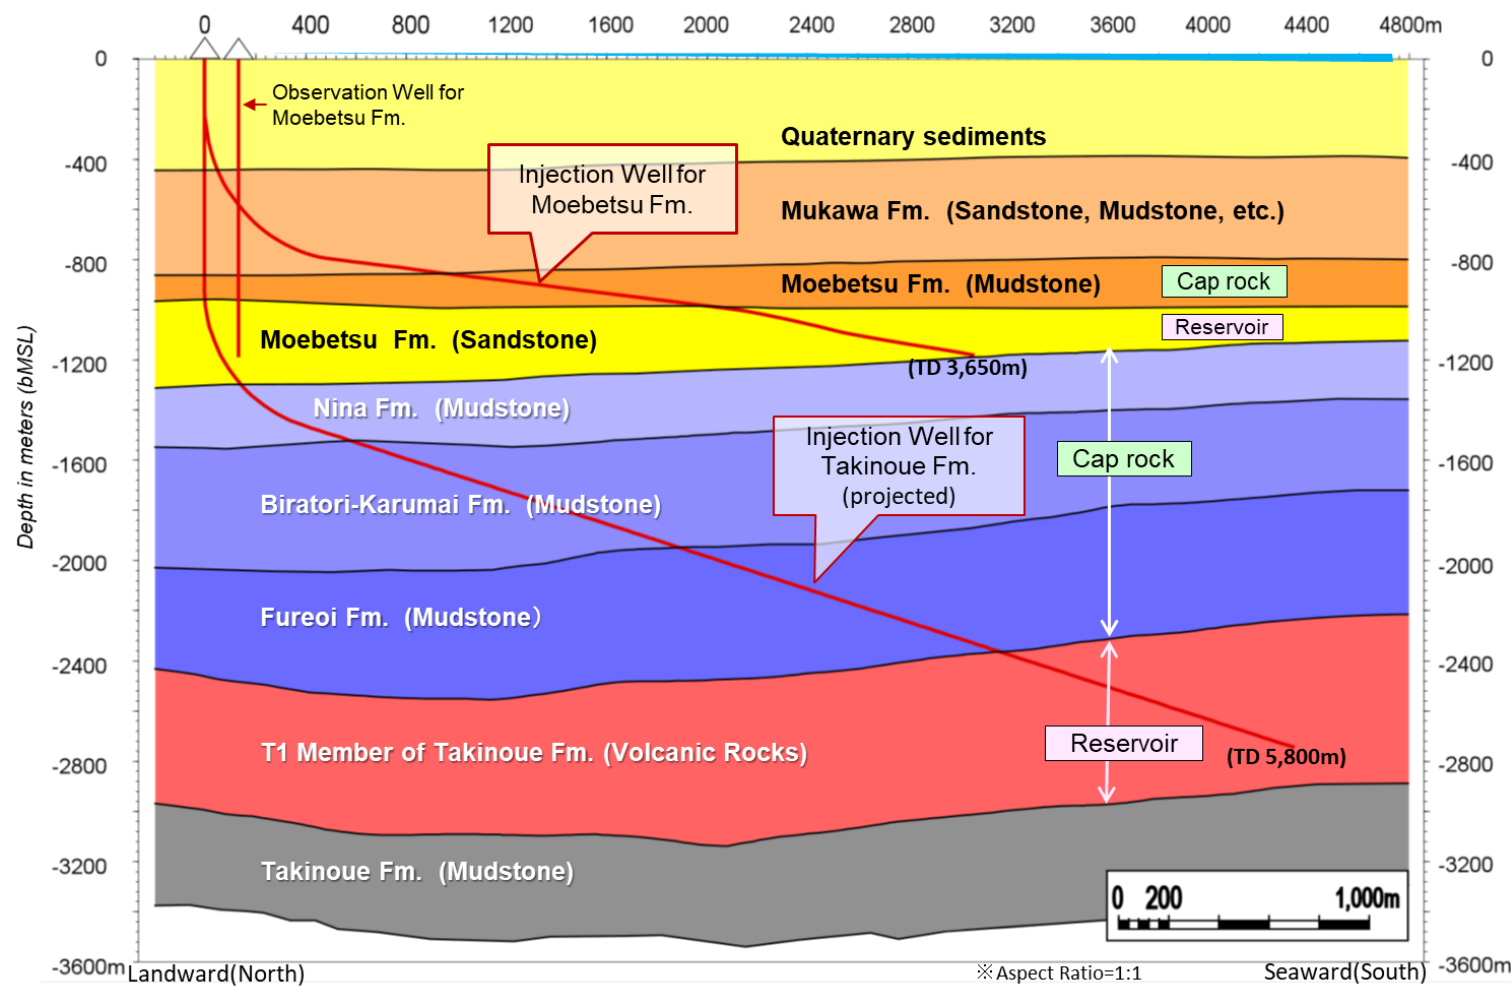 0 400 800 1200 1600 2000 2400 2800 3200 3600 4000 4400 4800m
0 0
Observation Well for
Moebetsu Fm.
Quaternary sediments
-400 -400
Injection Well for
Moebetsu Fm.
Mukawa Fm. (Sandstone, Mudstone, etc.)
-800 -800
Moebetsu Fm. (Mudstone) Cap rock
Reservoir
Moebetsu Fm. (Sandstone)
-1200 -1200
(TD 3,650m)
Nina Fm. (Mudstone)
Injection Well for
Takinoue Fm.
(projected)
Cap rock
-1600 -1600
Depth in meters (bMSL)
Biratori-Karumai Fm. (Mudstone)
-2000 -2000
Fureoi Fm. (Mudstone）
-2400 -2400
Reservoir
T1 Member of Takinoue Fm. (Volcanic Rocks)
(TD 5,800m)
-2800 -2800
-3200 -3200
Takinoue Fm. (Mudstone)
0 200 1,000m
-3600m -3600m
Landward(North) ※Aspect Ratio=1:1 Seaward(South)